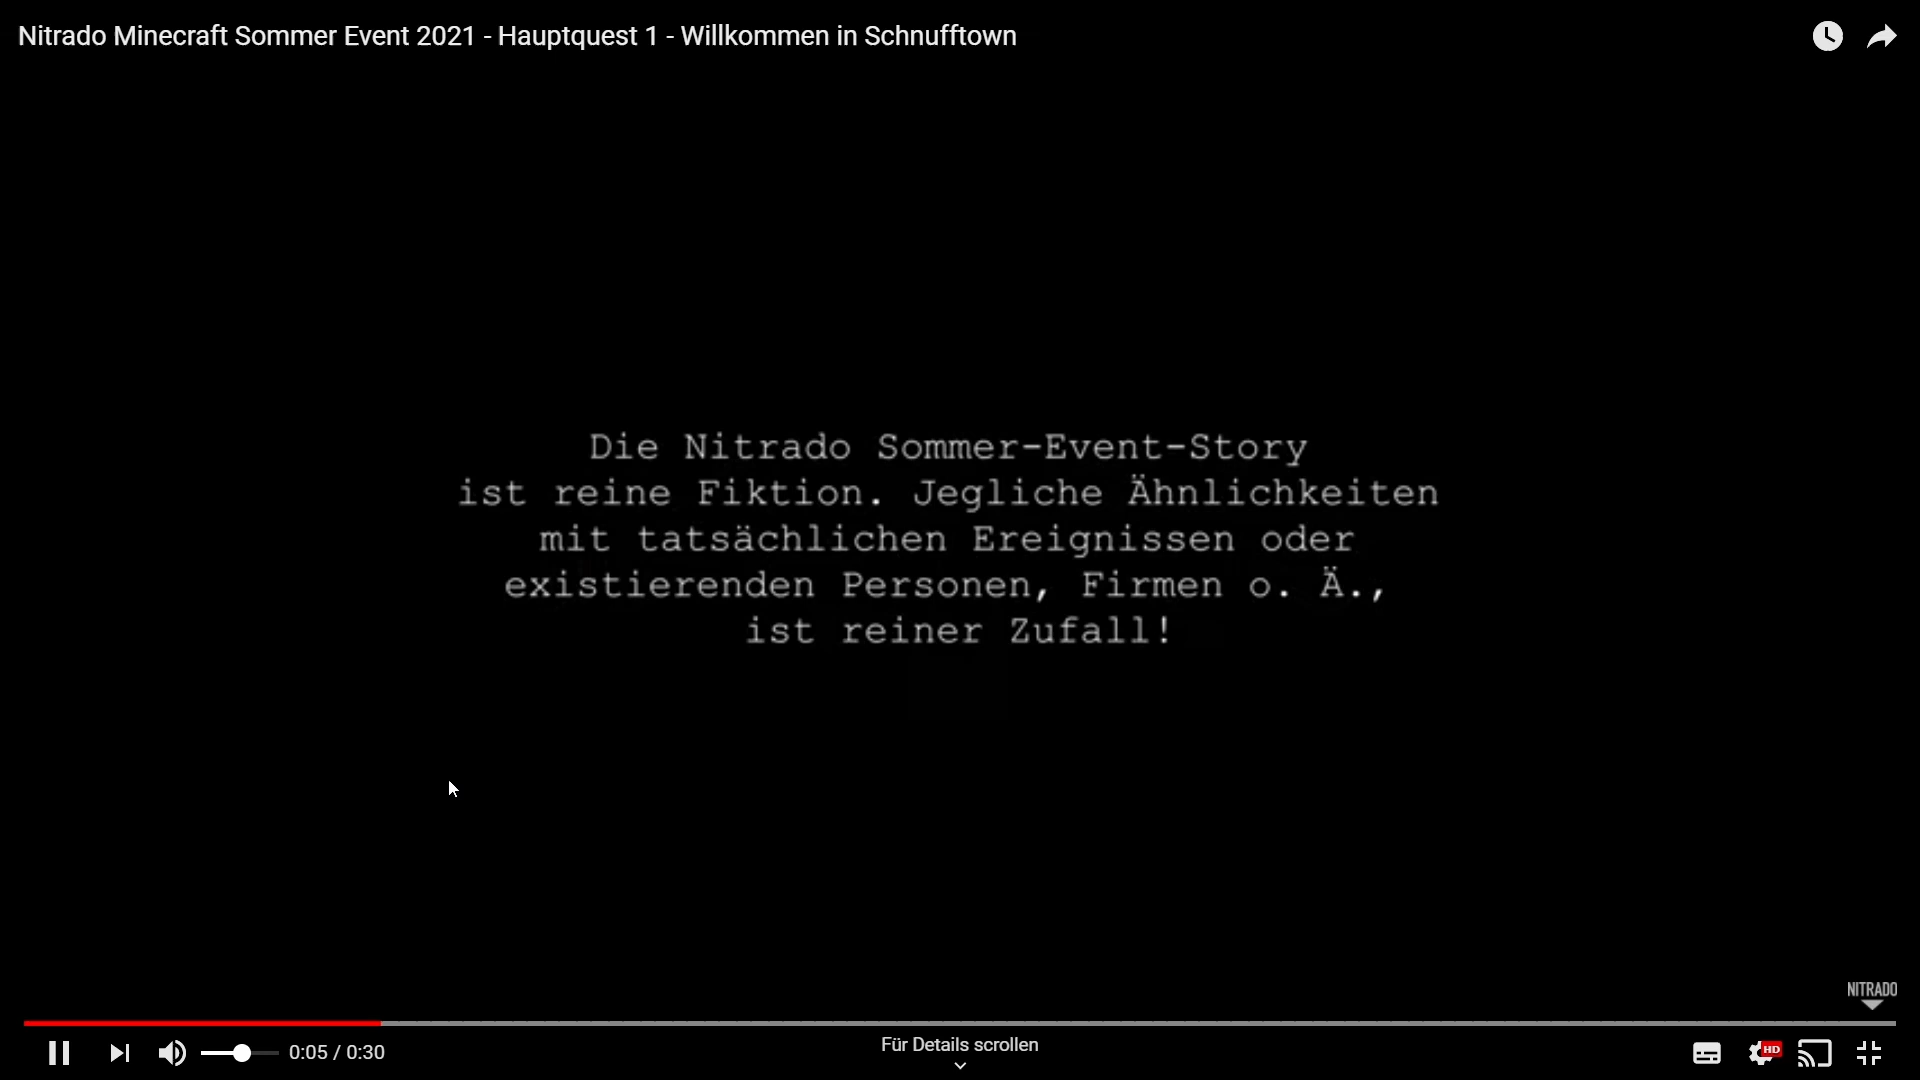 Nitrado Minecraft Sommer Event 2021 - Hauptquest 1 - Willkommen in Schnufftown
Die Nitrado Sommer-Event-Story
ist reine Fiktion. Jegliche Ähnlichkeiten
mit tatsächlichen Ereignissen oder
existierenden Personen, Firmen o. Ä.,
ist reiner Zufall!
NITRADO
0:05 / 0:30
Für Details scrollen
HD